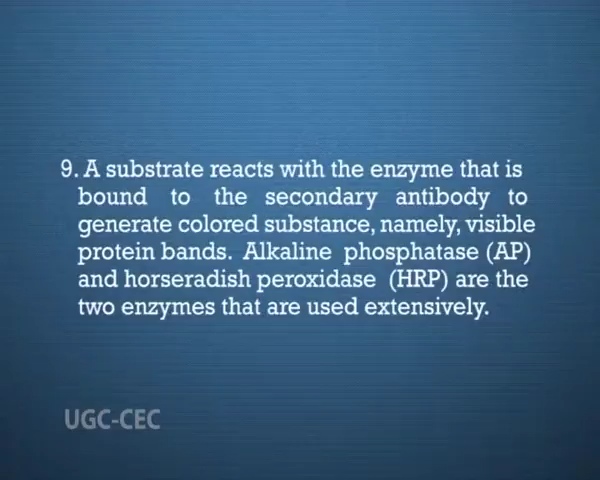 9. A substrate reacts with the enzyme that is
bound to the secondary antibody to
generate colored substance, namely, visible
protein bands. Alkaline phosphatase (AP)
and horseradish peroxidase (HRP) are the
two enzymes that are used extensively.
UGC-CEC